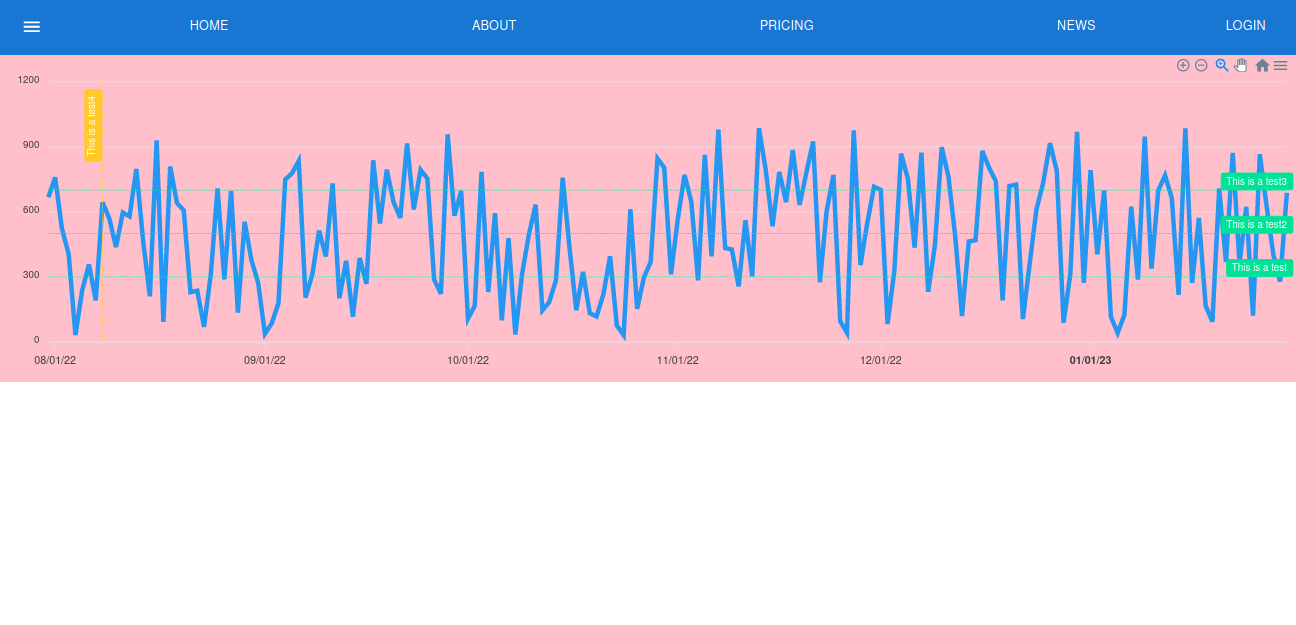 HOME ABOUT PRICING NEWS LOGIN
1200
This is a test4
900
This is a test3
600
This is a test2
This is a test
300
0
08/01/22 09/01/22 10/01/22 11/01/22 12/01/22 01/01/23